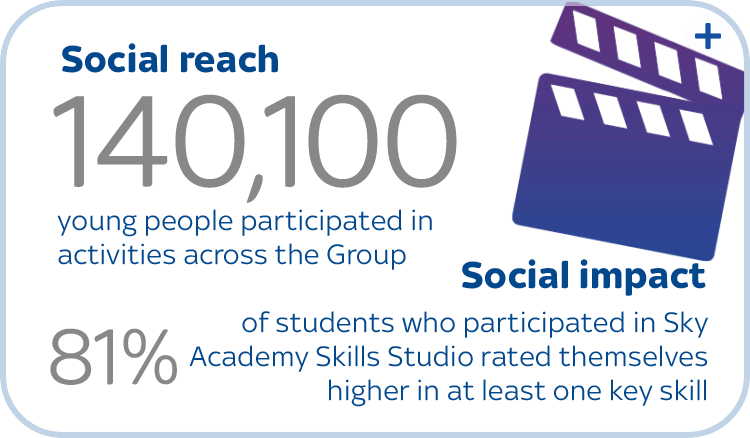 Social reach
140,100
young people participated in
activities across the Group
Social impact
81%
of students who participated in Sky
Academy Skills Studio rated themselves
higher in at least one key skill